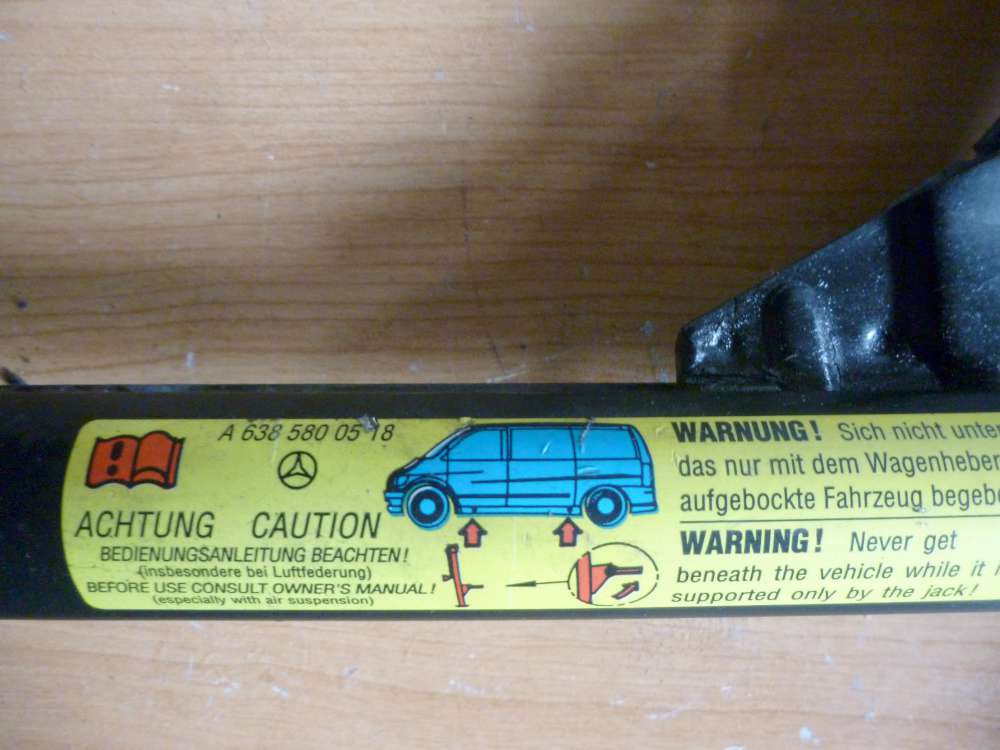 A 638 580 05 18
ACHTUNG CAUTION
BEDIENUNGSANLEITUNG BEACHTEN!
(insbesondere bei Luftfederung)
BEFORE USE CONSULT OWNER'S MANUAL!
(especially with air suspension)
WARNUNG! Sich nicht unter
das nur mit dem Wagenheber
aufgebockte Fahrzeug
WARNING! Never get
beneath the vehicle while it
supported only by the jack!